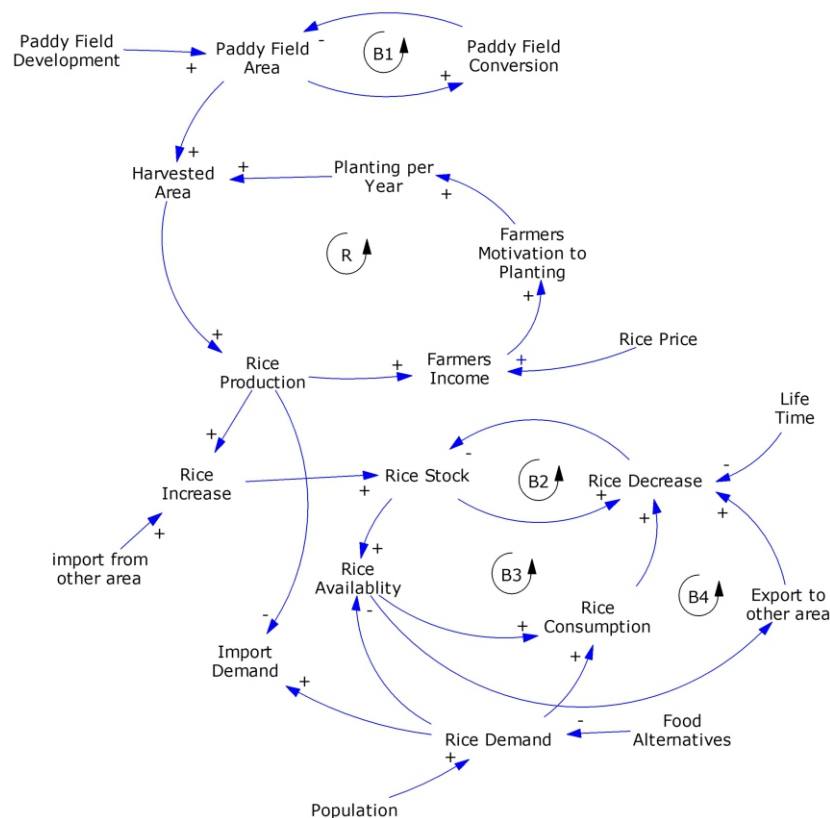 Paddy Field
Development
+
Paddy Field
Area
-
B1
+
Paddy Field
Conversion
+
Harvested
Area
+
Planting per
Year
+
R
Farmers
Motivation to
Planting
+
+
Rice
Production
+
Farmers
Income
+
Rice Price
Life
Time
+
Rice
Increase
+
Rice Stock
-
B2
+
Rice Decrease
-
+
+
import from
other area
+
+
Rice
Availablity
-
B3
+
Rice
Consumption
+
B4
Export to
other area
-
Import
Demand
+
Rice Demand
+
-
Food
Alternatives
Population